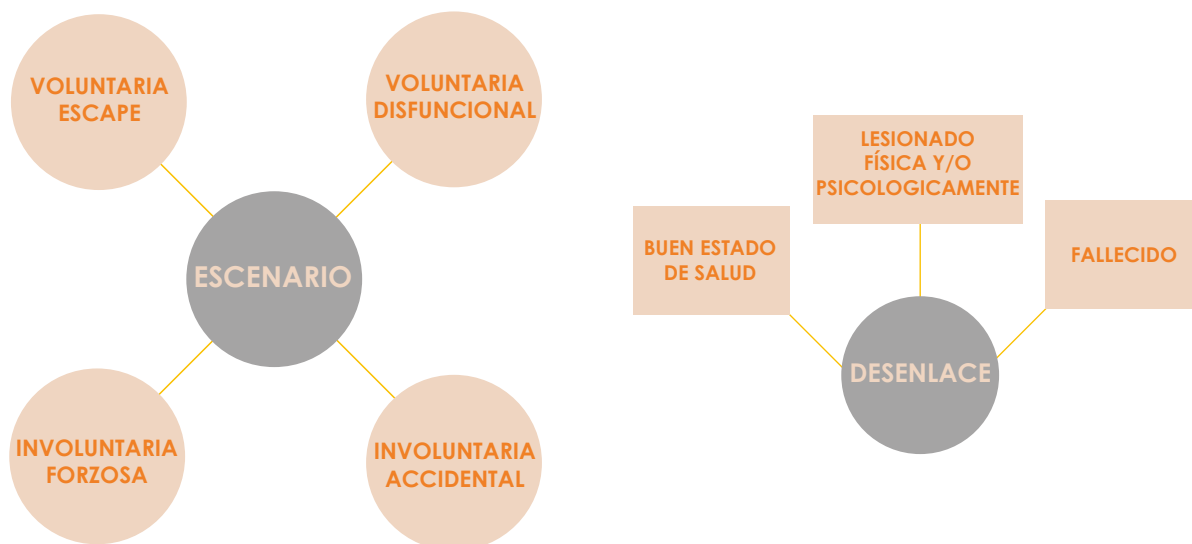 VOLUNTARIA
ESCAPE
VOLUNTARIA
DISFUNCIONAL
ESCENARIO
INVOLUNTARIA
FORZOSA
INVOLUNTARIA
ACCIDENTAL
LESIONADO
FÍSICA Y/O
PSICOLOGICAMENTE
BUEN ESTADO
DE SALUD
FALLECIDO
DESENLACE